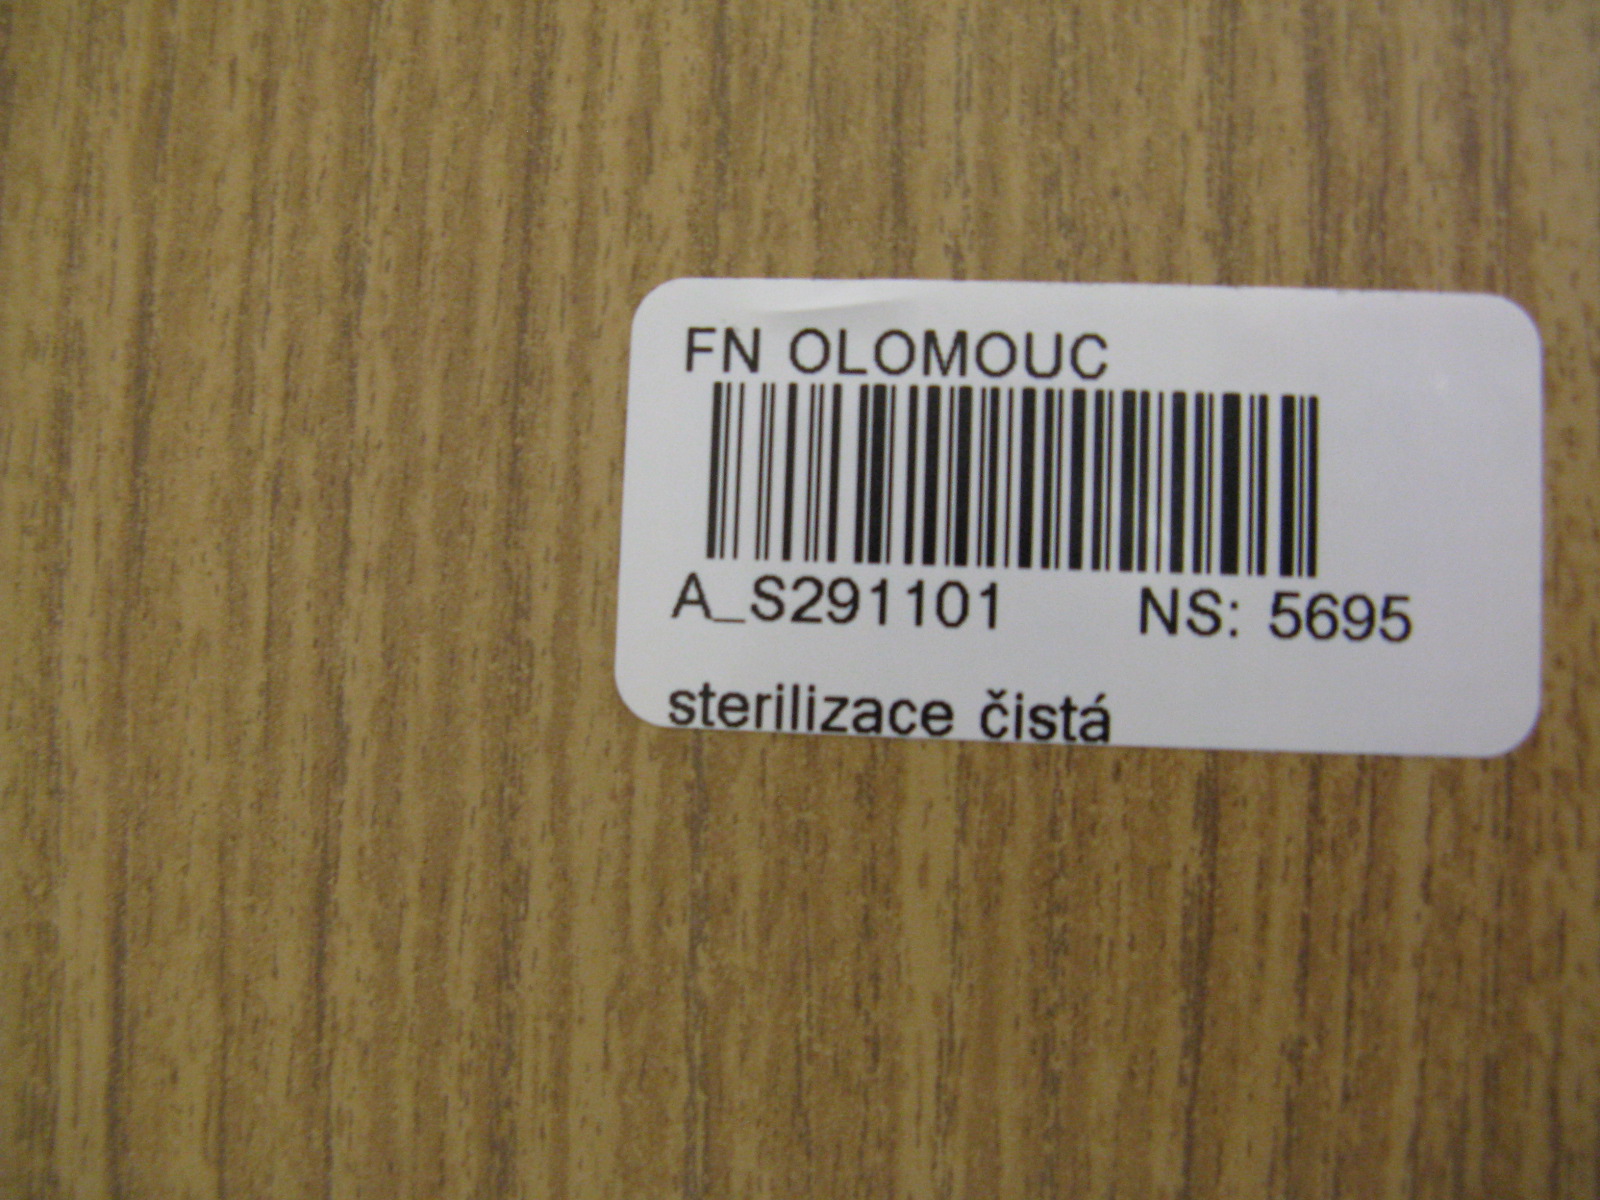 FN OLOMOUC
A_S291101 NS: 5695
sterilizace čistá